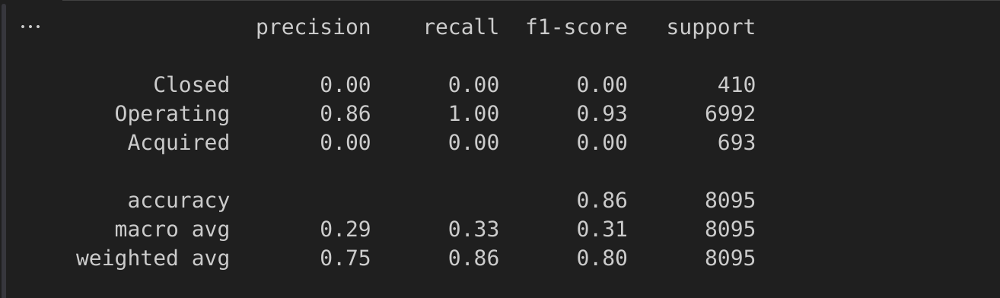 ... precision recall f1-score support
Closed 0.00 0.00 0.00 410
Operating 0.86 1.00 0.93 6992
Acquired 0.00 0.00 0.00 693
accuracy 0.86 8095
macro avg 0.29 0.33 0.31 8095
weighted avg 0.75 0.86 0.80 8095